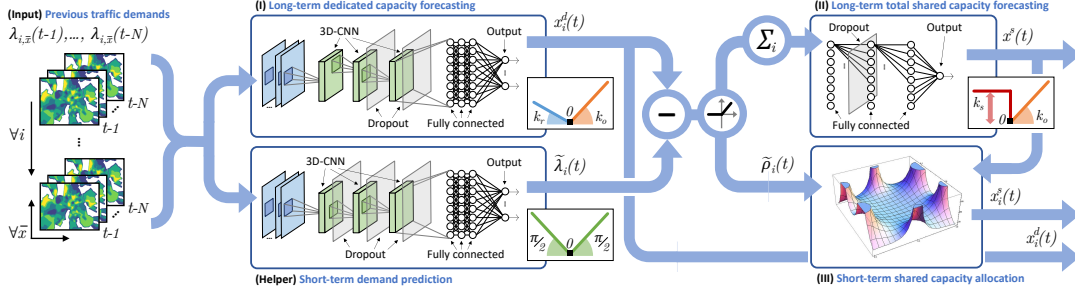 (Input) Previous traffic demands
λi,x̄(t-1),..., λi,x̄(t-N)
t-N
t-1
∀i
...
t-N
∀x̄
t-1
(I) Long-term dedicated capacity forecasting
3D-CNN
Output
...
Dropout
Fully connected
xᵢᵈ(t)
kᵣ
0
kₒ
3D-CNN
Output
...
Dropout
Fully connected
λ̃ᵢ(t)
π/2
0
π/2
(Helper) Short-term demand prediction
-
Σᵢ
ρ̃ᵢ(t)
(II) Long-term total shared capacity forecasting
Dropout
Output
Fully connected
xˢ(t)
kₛ
0
kₒ
xᵢˢ(t)
xᵢᵈ(t)
(III) Short-term shared capacity allocation